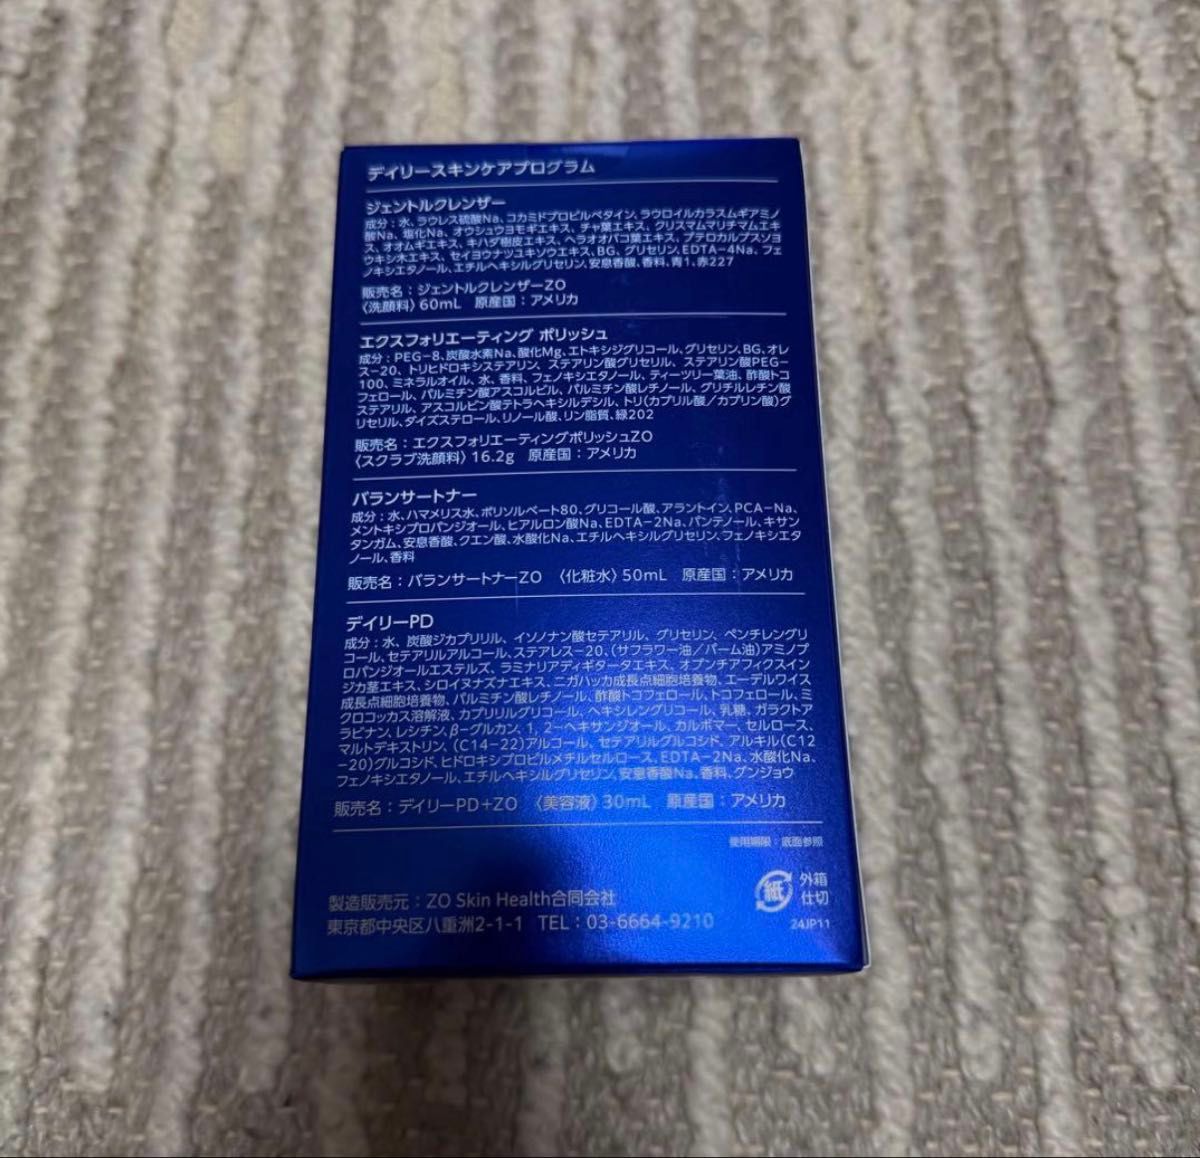 デイリースキンケアプログラム
ジェントルクレンザー
成分：水、ラウレス硫酸Na、コカミドプロピルベタイン、ラウロイルカラスムギアミノ
酸Na、塩化Na、オウシュウヨモギエキス、チャ葉エキス、クリスマムマリチマムエキ
ス、オオムギエキス、キハダ樹皮エキス、ヘラオオバコ葉エキス、プテロカルプスソヨ
ウキシ木エキス、セイヨウナツユキソウエキス、BG、グリセリン、EDTA-4Na、フェ
ノキシエタノール、エチルヘキシルグリセリン、安息香酸、香料、青1、赤227
販売名：ジェントルクレンザーZO
〈洗顔料〉60mL 原産国：アメリカ
エクスフォリエーティング ポリッシュ
成分：PEG-8、炭酸水素Na、酸化Mg、エトキシジグリコール、グリセリン、BG、オレ
ス-20、トリヒドロキシステアリン、ステアリン酸グリセリル、ステアリン酸PEG-
100、ミネラルオイル、水、香料、フェノキシエタノール、ティーツリー葉油、酢酸トコ
フェロール、パルミチン酸アスコルビル、パルミチン酸レチノール、グリチルレチン酸
ステアリル、アスコルビン酸テトラヘキシルデシル、トリ(カプリル酸／カプリン酸)グ
リセリル、ダイズステロール、リノール酸、リン脂質、緑202
販売名：エクスフォリエーティングポリッシュZO
〈スクラブ洗顔料〉16.2g 原産国：アメリカ
バランサートナー
成分：水、ハマメリス水、ポリソルベート80、グリコール酸、アラントイン、PCA-Na、
メントキシプロパンジオール、ヒアルロン酸Na、EDTA-2Na、パンテノール、キサン
タンガム、安息香酸、クエン酸、水酸化Na、エチルヘキシルグリセリン、フェノキシエタ
ノール、香料
販売名：バランサートナーZO 〈化粧水〉50mL 原産国：アメリカ
デイリーPD
成分：水、炭酸ジカプリリル、イソノナン酸セテアリル、グリセリン、ペンチレングリ
コール、セテアリルアルコール、ステアレス-20、(サフラワー油／パーム油)アミノプ
ロパンジオールエステルズ、ラミナリアディギタータエキス、オプンチアフィクスイン
ジカ茎エキス、シロイヌナズナエキス、ニガハッカ成長点細胞培養物、エーデルワイス
成長点細胞培養物、パルミチン酸レチノール、酢酸トコフェロール、トコフェロール、ミ
クロコッカス溶解液、カプリリルグリコール、ヘキシレングリコール、乳糖、ガラクトア
ラビナン、レシチン、β-グルカン、1, 2-ヘキサンジオール、カルボマー、セルロース、
マルトデキストリン、(C14-22)アルコール、セテアリルグルコシド、アルキル(C12
-20)グルコシド、ヒドロキシプロピルメチルセルロース、EDTA-2Na、水酸化Na、
フェノキシエタノール、エチルヘキシルグリセリン、安息香酸Na、香料、グンジョウ
販売名：デイリーPD+ZO 〈美容液〉30mL 原産国：アメリカ
使用期限：底面参照
製造販売元：ZO Skin Health合同会社
東京都中央区八重洲2-1-1 TEL：03-6664-9210
紙
外箱
仕切
24JP11